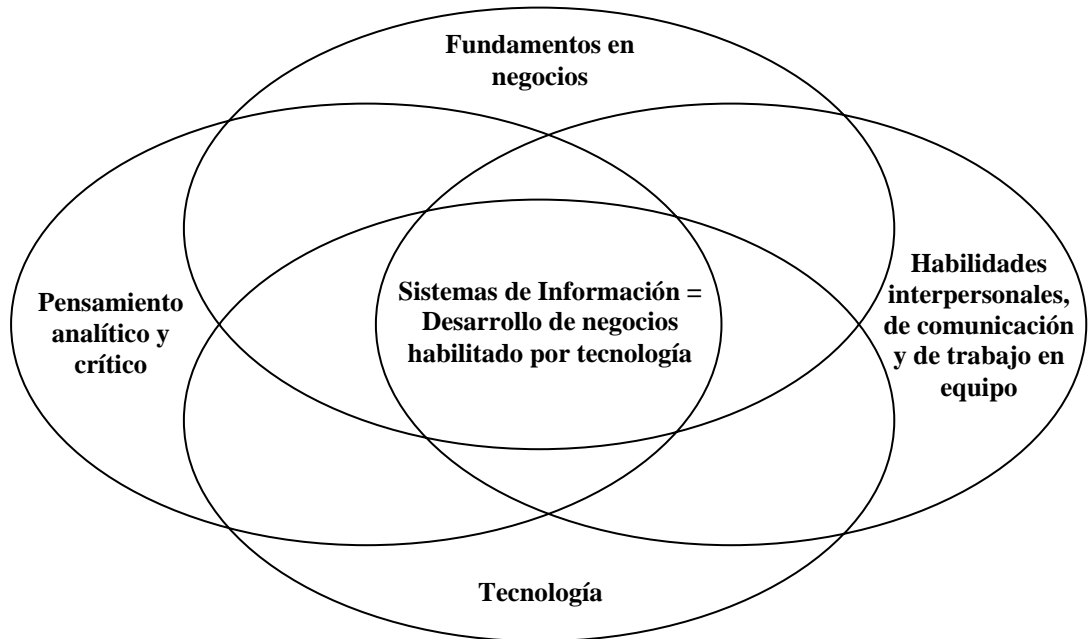 Fundamentos en
negocios
Pensamiento
analítico y
crítico
Sistemas de Información =
Desarrollo de negocios
habilitado por tecnología
Habilidades
interpersonales,
de comunicación
y de trabajo en
equipo
Tecnología